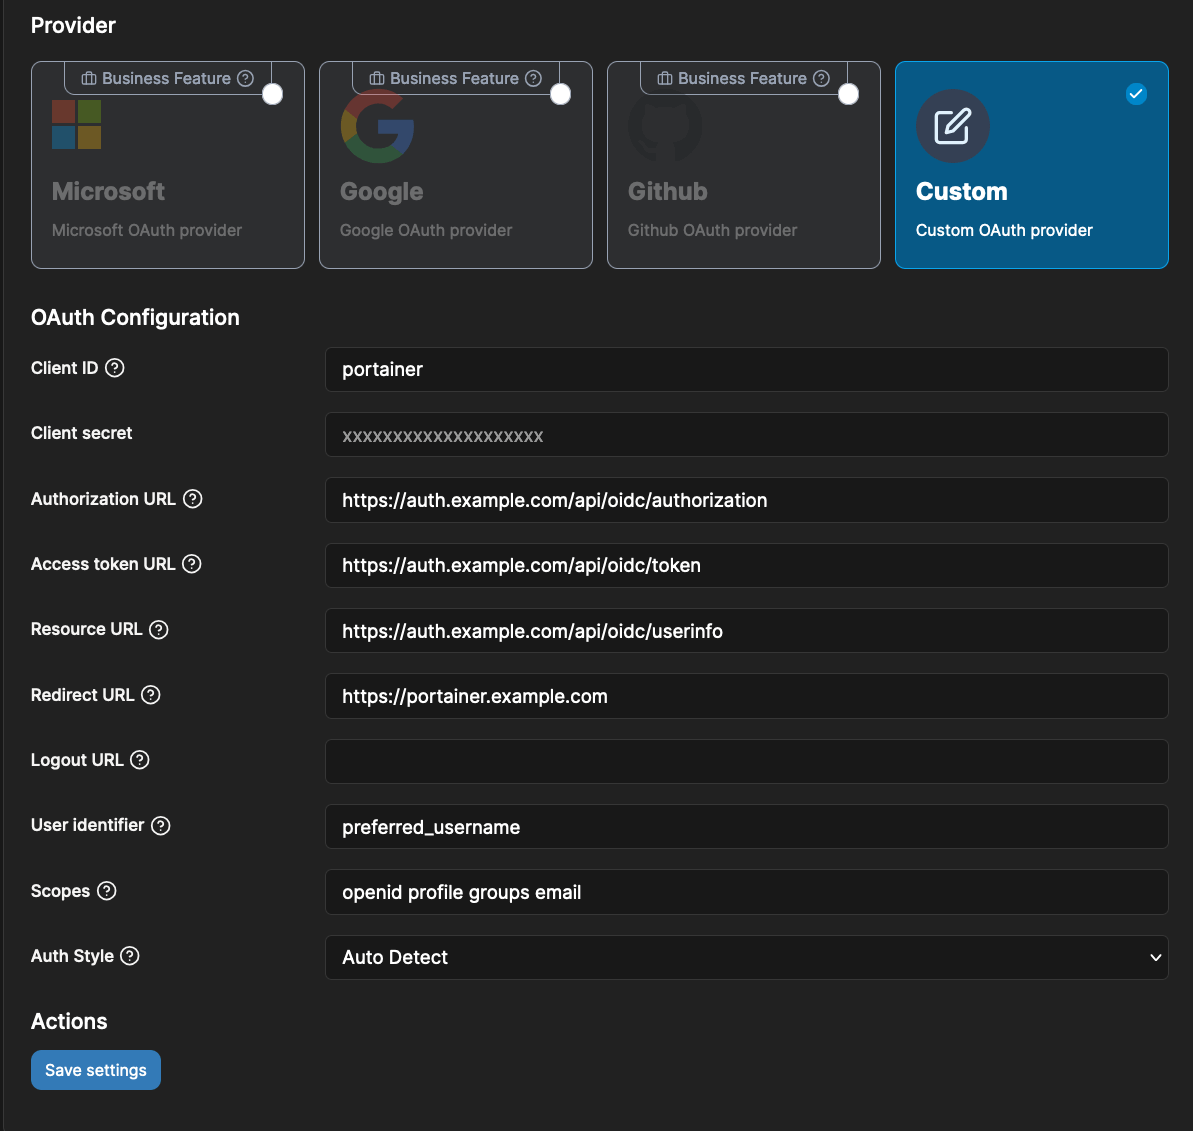 Provider
Business Feature
Microsoft
Microsoft OAuth provider
Business Feature
Google
Google OAuth provider
Business Feature
Github
Github OAuth provider
Custom
Custom OAuth provider
OAuth Configuration
Client ID
portainer
Client secret
xxxxxxxxxxxxxxxxxxxx
Authorization URL
https://auth.example.com/api/oidc/authorization
Access token URL
https://auth.example.com/api/oidc/token
Resource URL
https://auth.example.com/api/oidc/userinfo
Redirect URL
https://portainer.example.com
Logout URL
User identifier
preferred_username
Scopes
openid profile groups email
Auth Style
Auto Detect
Actions
Save settings